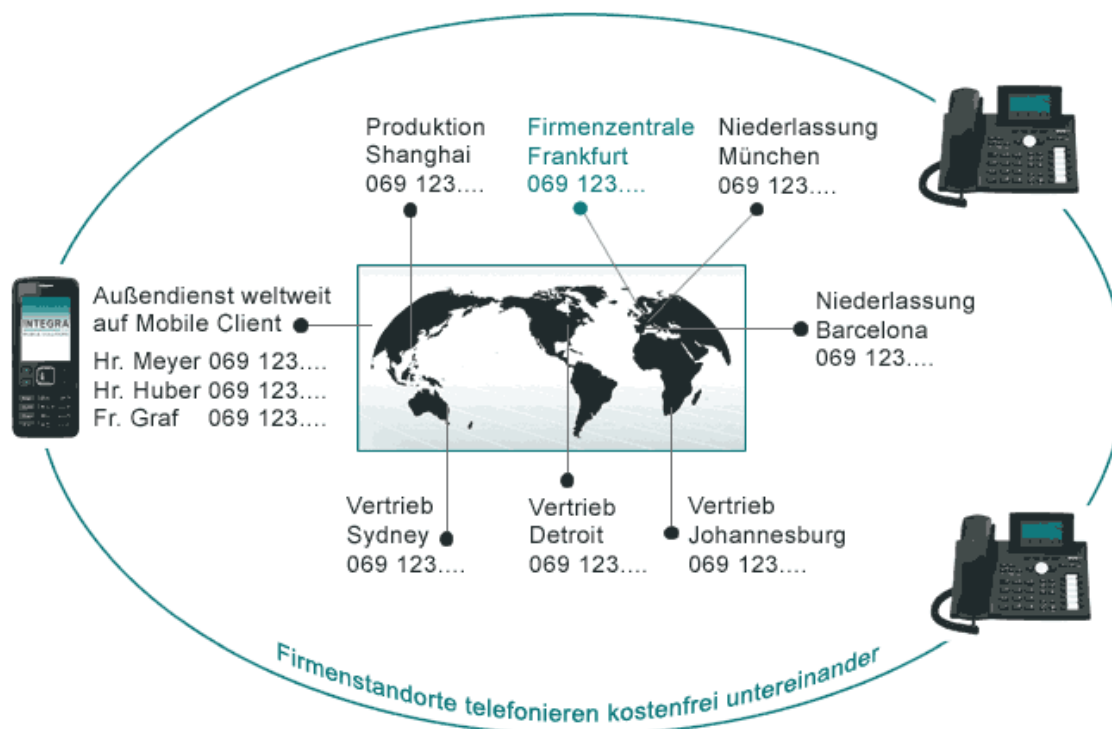 Produktion
Shanghai
069 123....
Firmenzentrale
Frankfurt
069 123....
Niederlassung
München
069 123....
Außendienst weltweit
auf Mobile Client
Hr. Meyer 069 123....
Hr. Huber 069 123....
Fr. Graf 069 123....
INTEGRA
Niederlassung
Barcelona
069 123....
Vertrieb
Sydney
069 123....
Vertrieb
Detroit
069 123....
Vertrieb
Johannesburg
069 123....
Firmenstandorte telefonieren kostenfrei untereinander